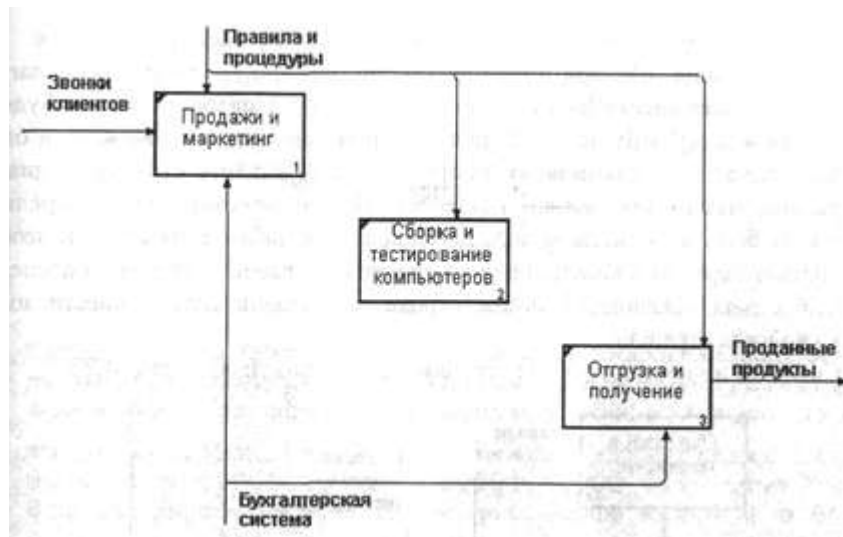 Правила и
процедуры
Звонки
клиентов
Продажи и
маркетинг
1
Сборка и
тестирование
компьютеров
2
Проданные
продукты
Отгрузка и
получение
3
Бухгалтерская
система